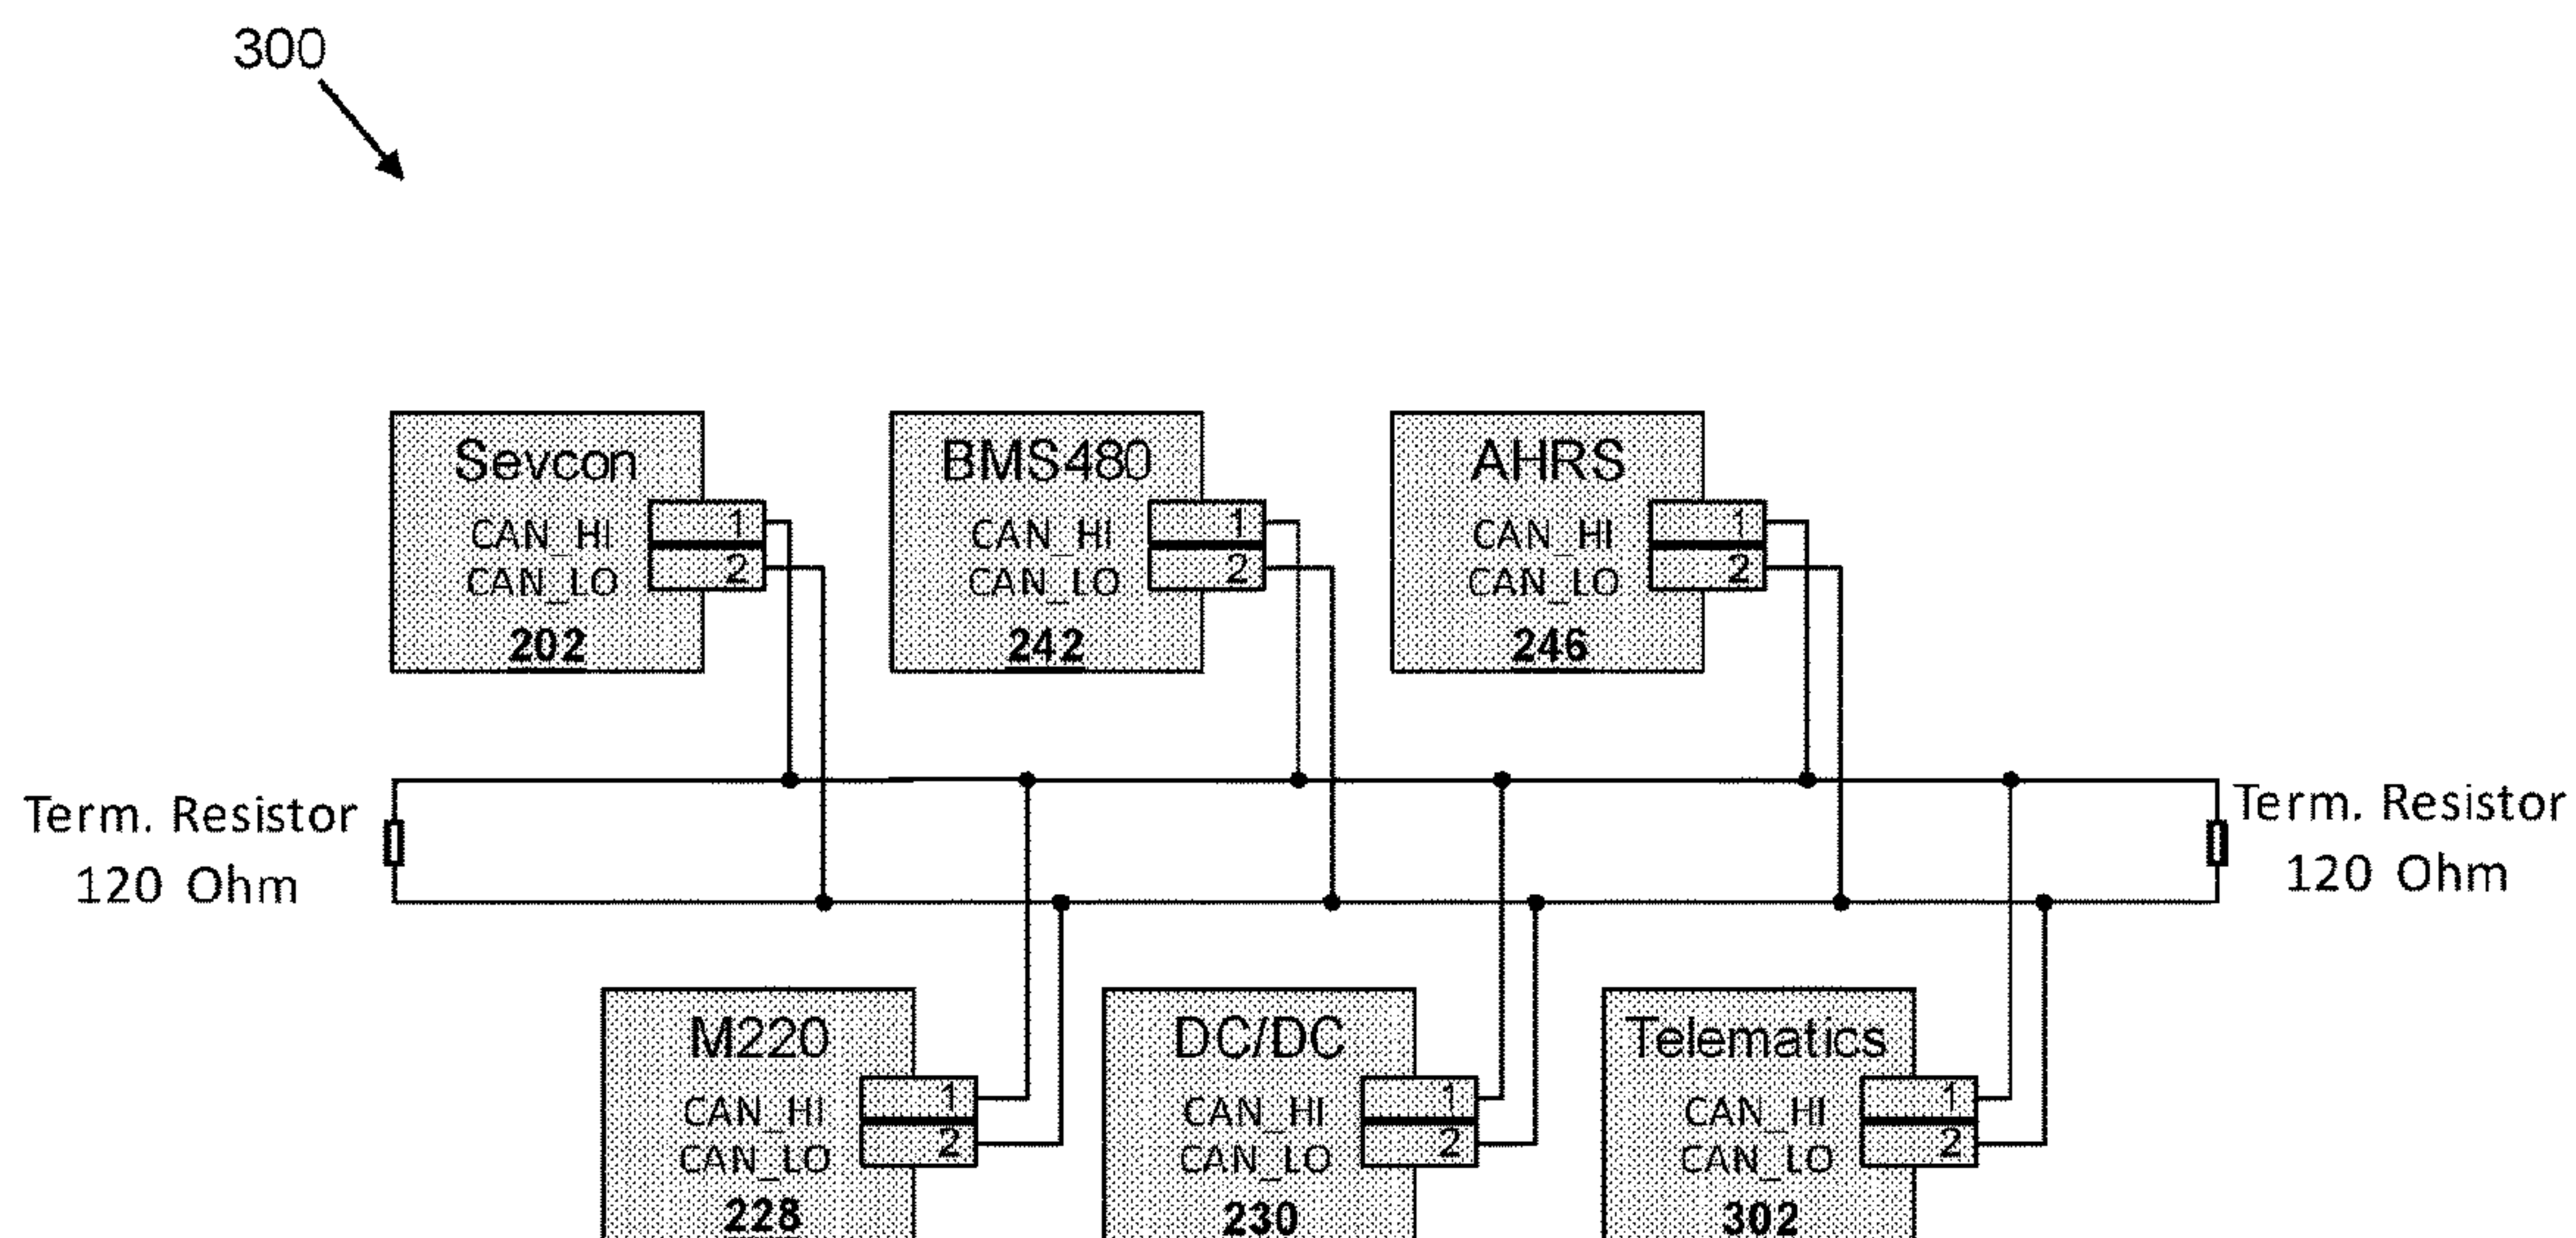 300
Sevcon
CAN_HI 1
CAN_LO 2
202
BMS480
CAN_HI 1
CAN_LO 2
242
AHRS
CAN_HI 1
CAN_LO 2
246
Term. Resistor
120 Ohm
Term. Resistor
120 Ohm
M220
CAN_HI 1
CAN_LO 2
228
DC/DC
CAN_HI 1
CAN_LO 2
230
Telematics
CAN_HI 1
CAN_LO 2
302